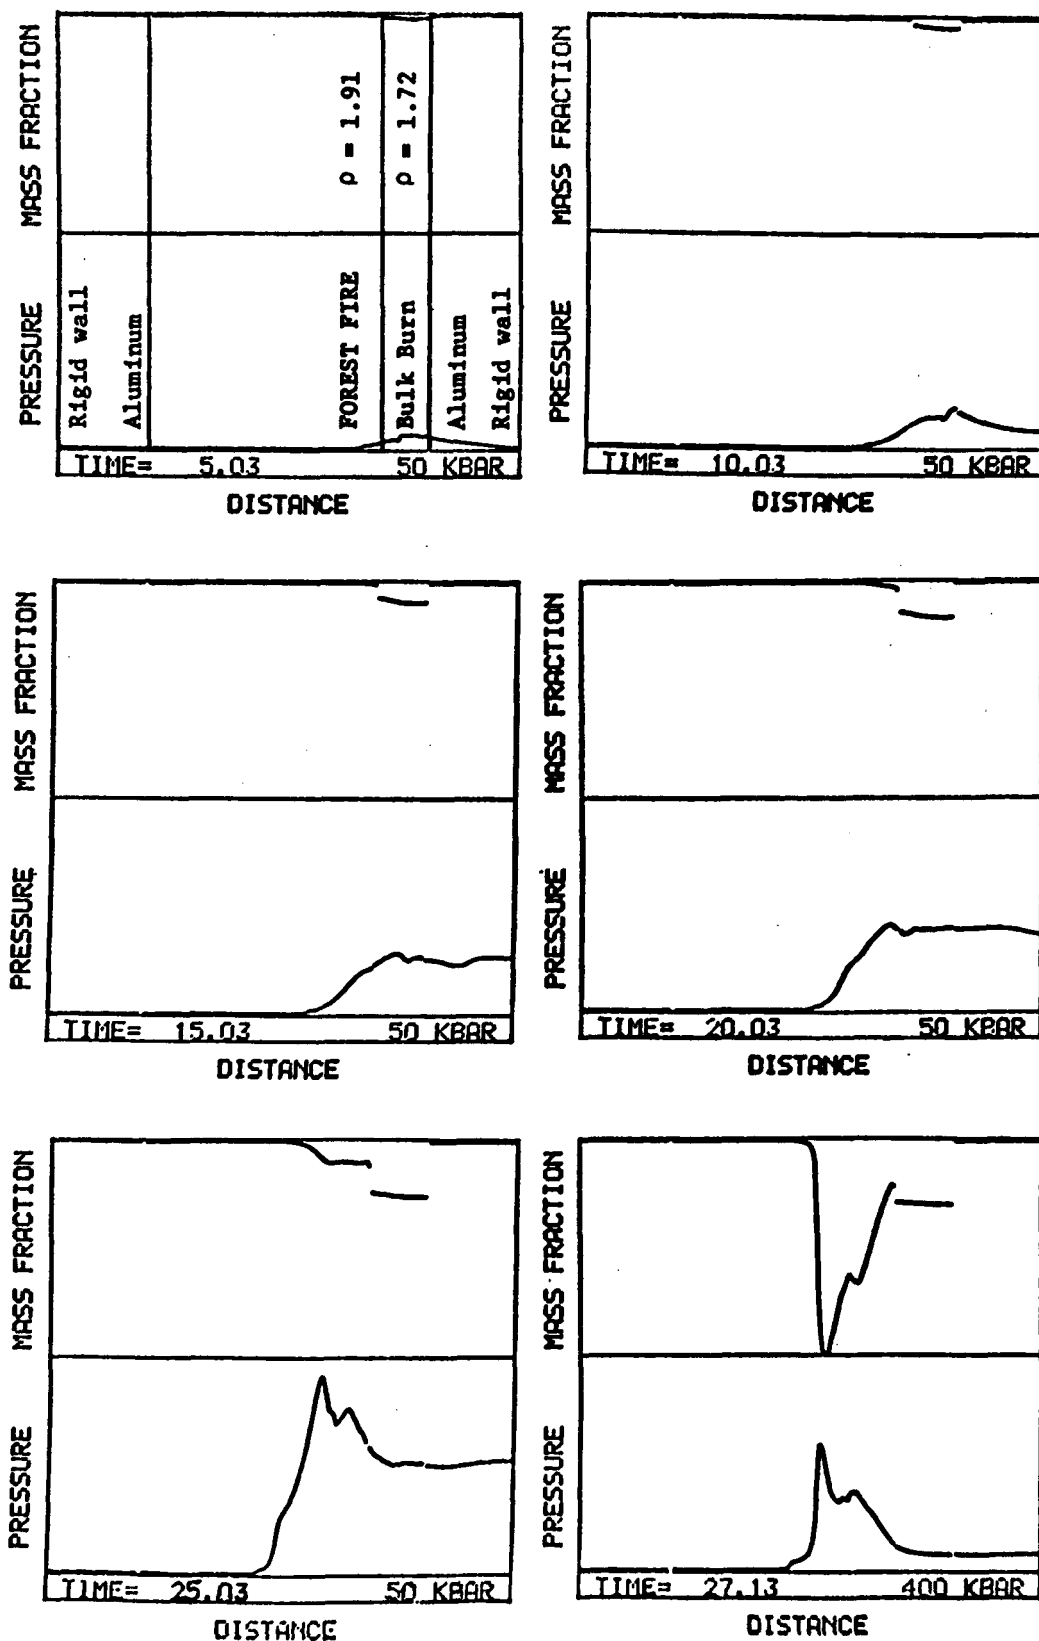 MASS FRACTION
ρ = 1.91
ρ = 1.72
PRESSURE
Rigid wall
Aluminum
FOREST FIRE
Bulk Burn
Aluminum
Rigid wall
TIME= 5.03 50 KBAR
DISTANCE
MASS FRACTION
PRESSURE
TIME= 10.03 50 KBAR
DISTANCE
MASS FRACTION
PRESSURE
TIME= 15.03 50 KBAR
DISTANCE
MASS FRACTION
PRESSURE
TIME= 20.03 50 KBAR
DISTANCE
MASS FRACTION
PRESSURE
TIME= 25.03 50 KBAR
DISTANCE
MASS FRACTION
PRESSURE
TIME= 27.13 400 KBAR
DISTANCE